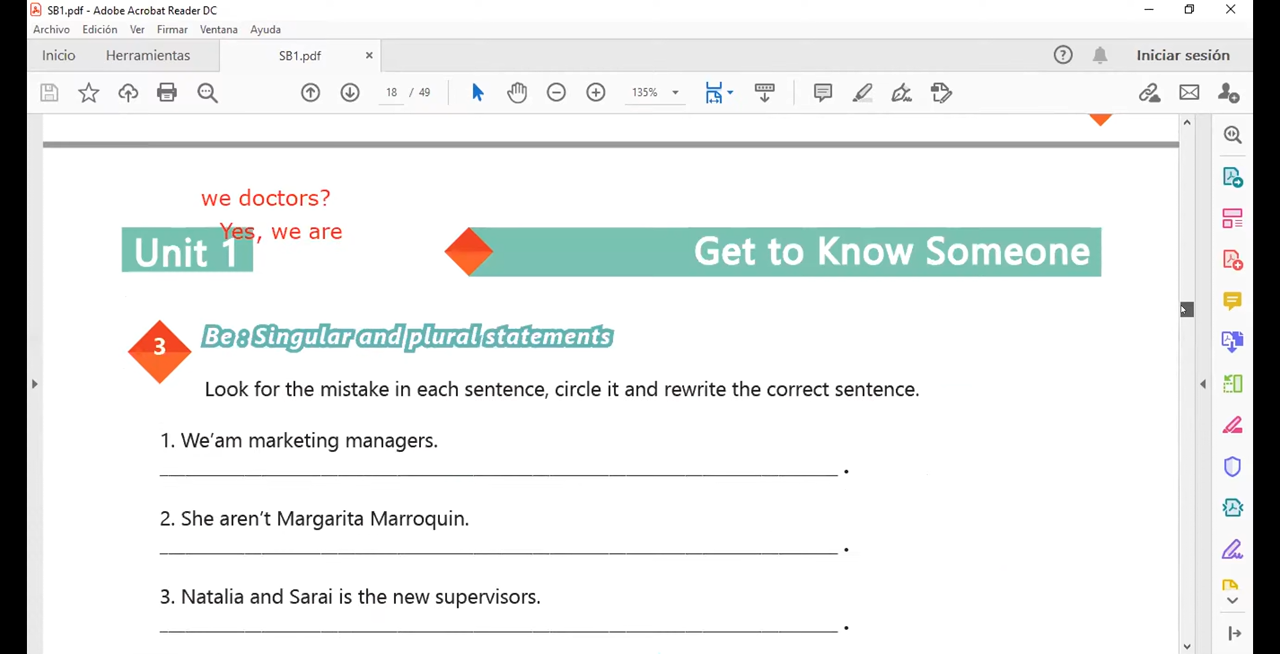 SB1.pdf - Adobe Acrobat Reader DC
Archivo Edición Ver Firmar Ventana Ayuda
Inicio Herramientas SB1.pdf × Iniciar sesión
18 / 49 135%
we doctors?
Yes, we are
Unit 1 Get to Know Someone
3 Be : Singular and plural statements
Look for the mistake in each sentence, circle it and rewrite the correct sentence.
1. We'am marketing managers.
2. She aren't Margarita Marroquin.
3. Natalia and Sarai is the new supervisors.